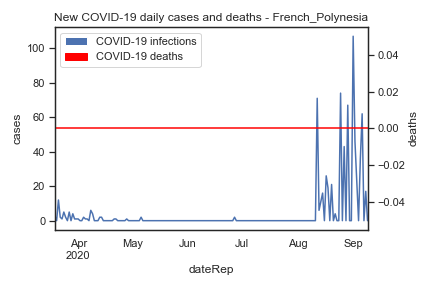 New COVID-19 daily cases and deaths - French_Polynesia
COVID-19 infections
COVID-19 deaths
100
80
60
40
20
0
cases
0.04
0.02
0.00
−0.02
−0.04
deaths
Apr May Jun Jul Aug Sep
2020
dateRep